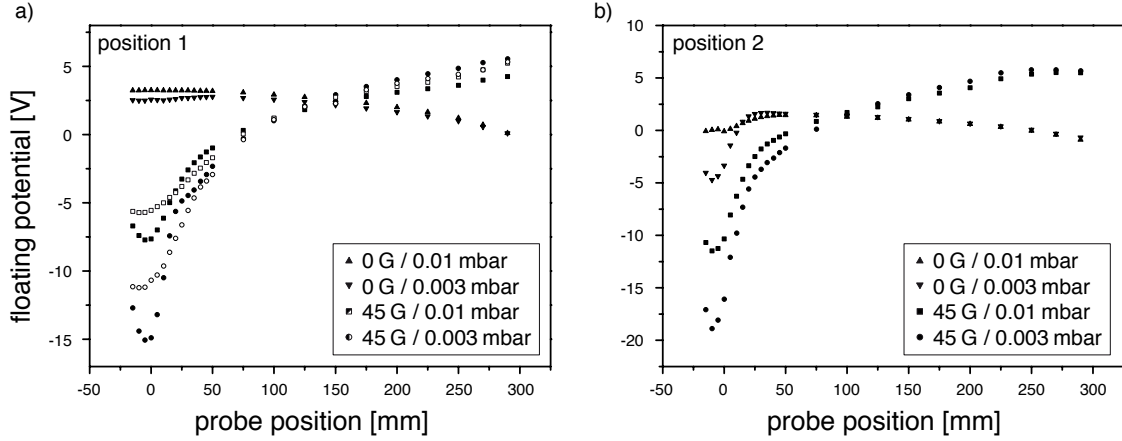 a)
position 1
floating potential [V]
5
0
-5
-10
-15
0 G / 0.01 mbar
0 G / 0.003 mbar
45 G / 0.01 mbar
45 G / 0.003 mbar
-50 0 50 100 150 200 250 300
probe position [mm]
b)
position 2
10
5
0
-5
-10
-15
-20
0 G / 0.01 mbar
0 G / 0.003 mbar
45 G / 0.01 mbar
45 G / 0.003 mbar
-50 0 50 100 150 200 250 300
probe position [mm]